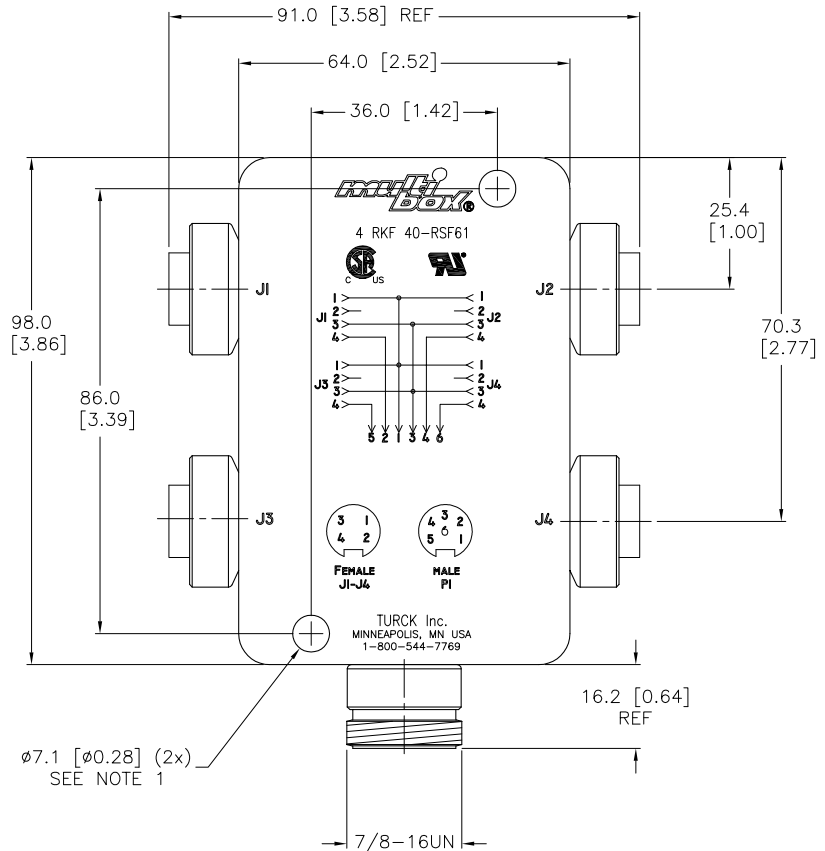 91.0 [3.58] REF
64.0 [2.52]
36.0 [1.42]
multi
box®
4 RKF 40-RSF61
CSA®
C US
RU®
25.4
[1.00]
98.0
[3.86]
86.0
[3.39]
70.3
[2.77]
J1
J2
1 1
J1 2 2 J2
3 3
4 4
1 1
J3 2 2 J4
3 3
4 4
5 2 1 3 4 6
J3
J4
3 1
4 2
3
4 2
6
5 1
FEMALE
J1-J4
MALE
P1
TURCK Inc.
MINNEAPOLIS, MN USA
1-800-544-7769
16.2 [0.64]
REF
ø7.1 [ø0.28] (2x)
SEE NOTE 1
7/8-16UN